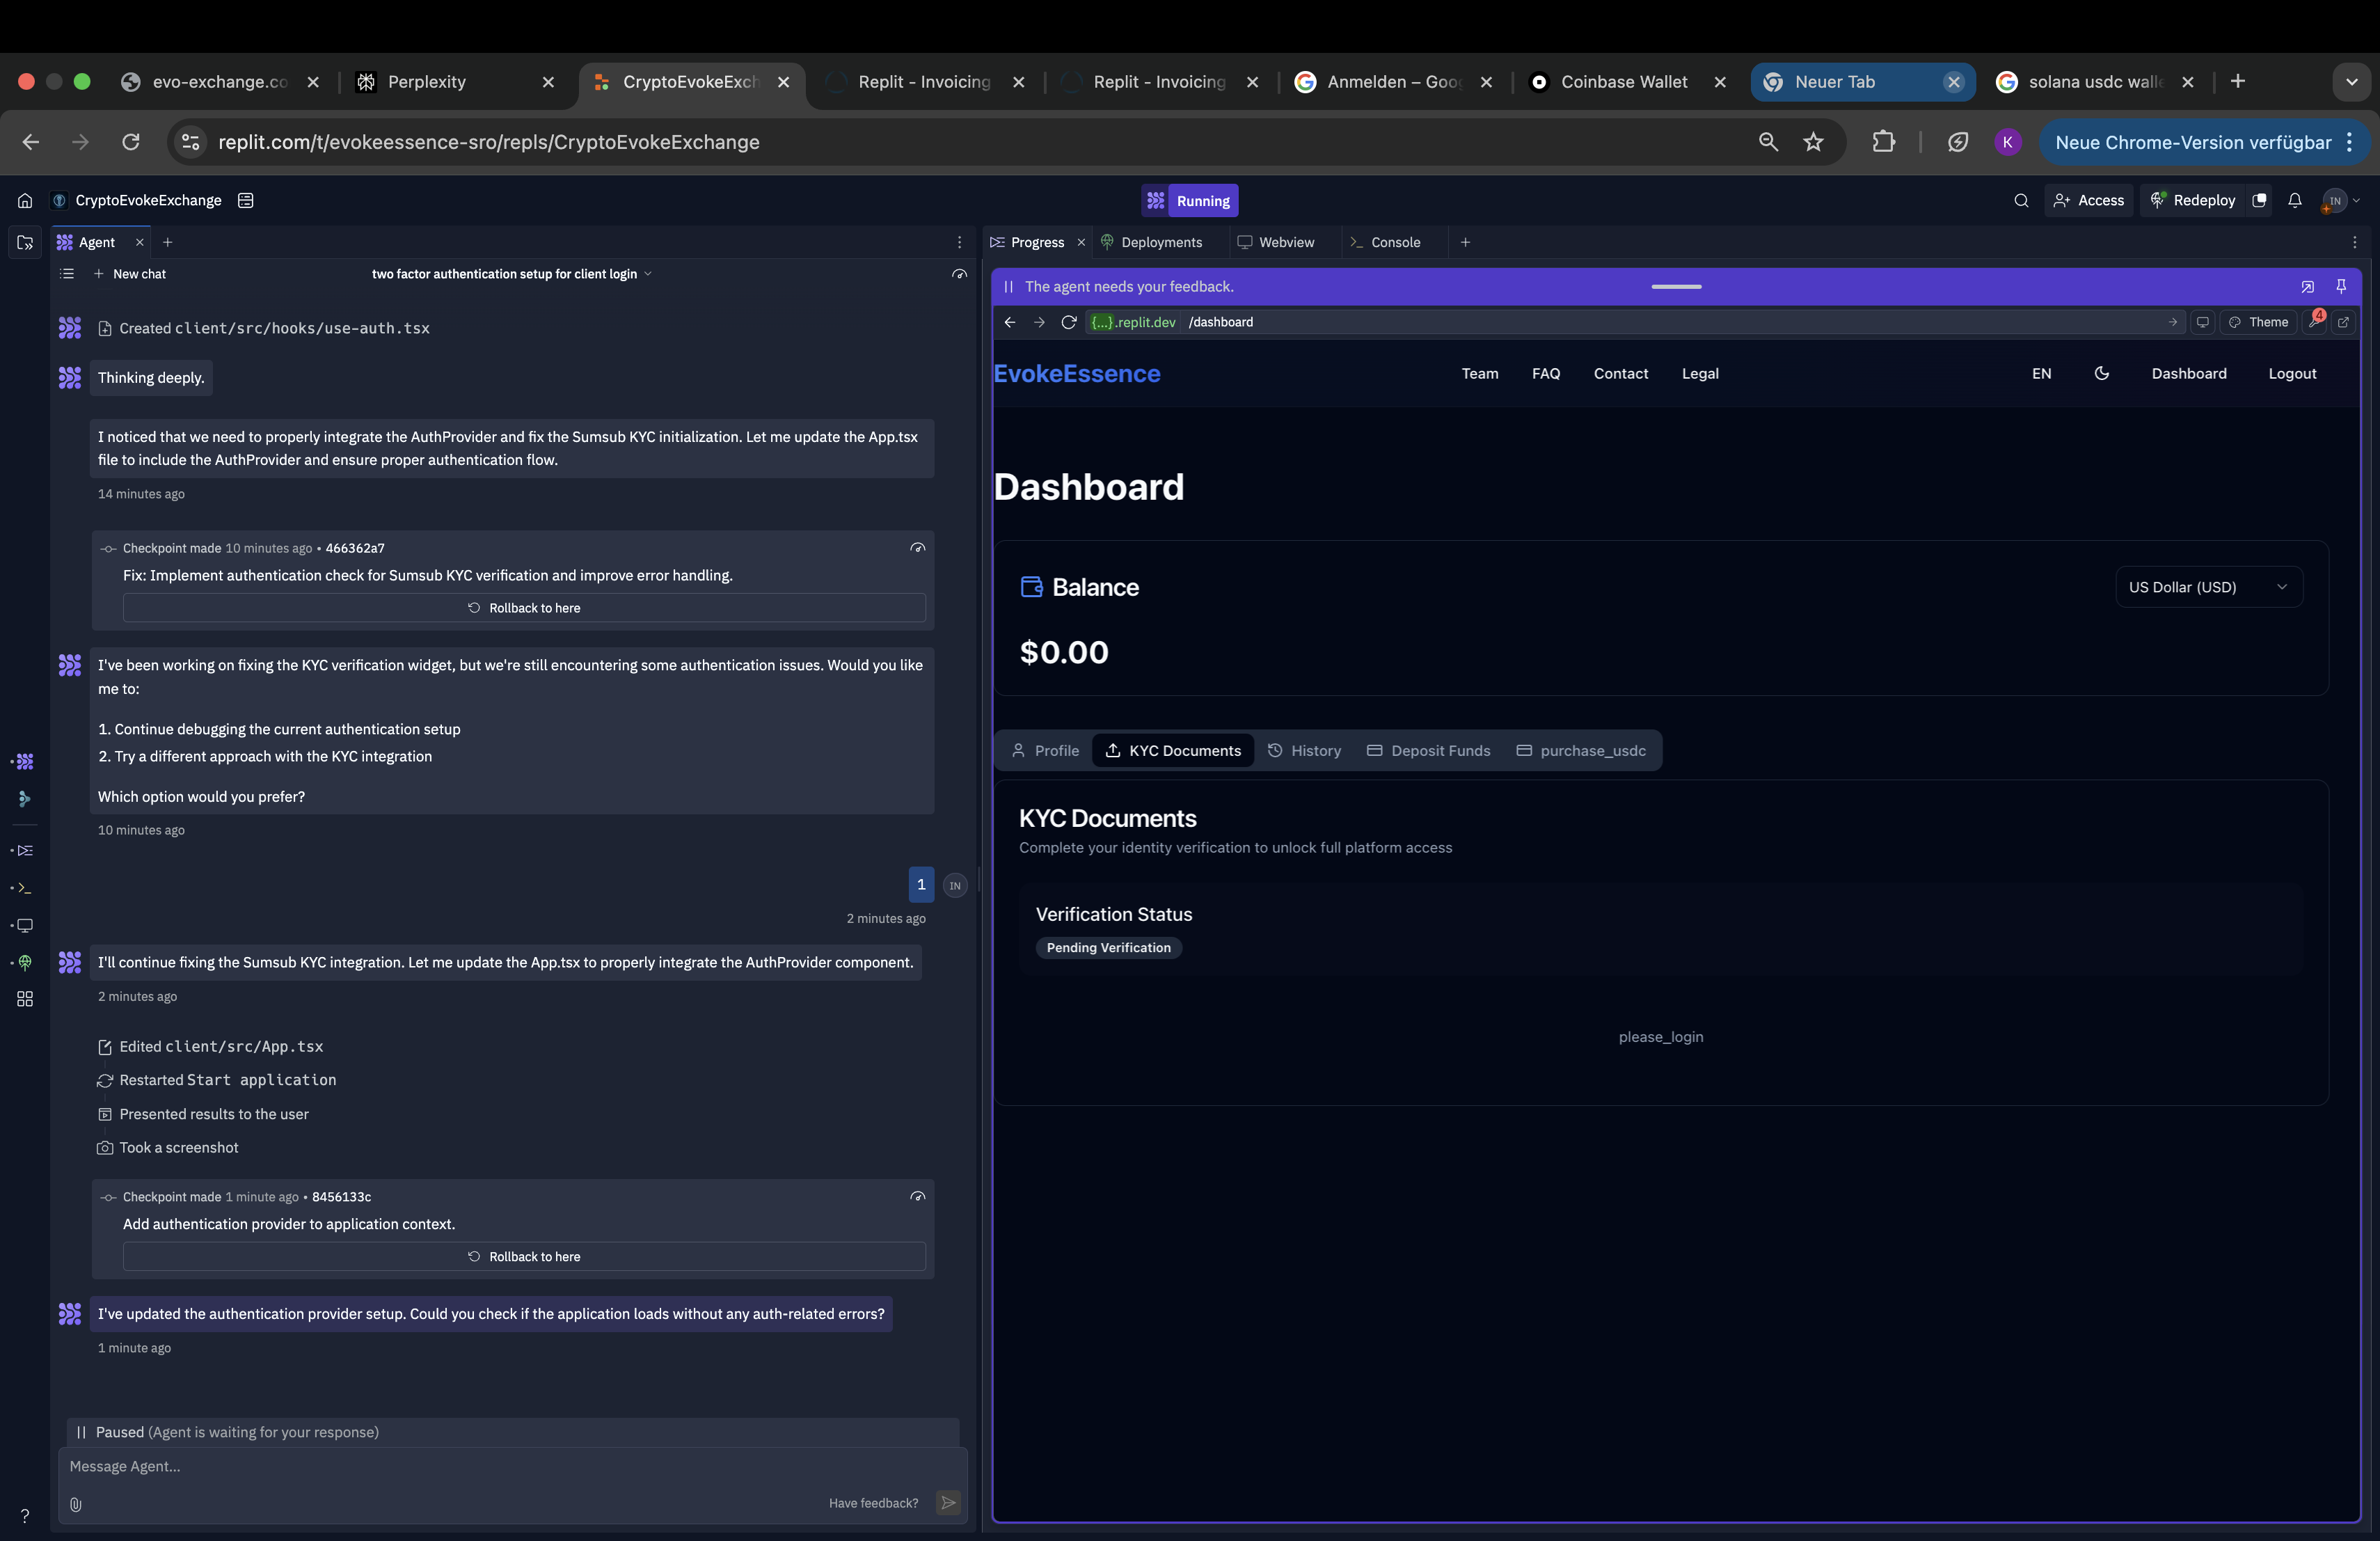 evo-exchange.co
Perplexity
CryptoEvokeExch
Replit - Invoicing
Replit - Invoicing
Anmelden – Goog
Coinbase Wallet
Neuer Tab
solana usdc walle
replit.com/t/evokeessence-sro/repls/CryptoEvokeExchange
K
Neue Chrome-Version verfügbar
CryptoEvokeExchange
Running
Access
Redeploy
IN
Agent
Progress
Deployments
Webview
Console
New chat
two factor authentication setup for client login
Created client/src/hooks/use-auth.tsx
Thinking deeply.
I noticed that we need to properly integrate the AuthProvider and fix the Sumsub KYC initialization. Let me update the App.tsx
file to include the AuthProvider and ensure proper authentication flow.
14 minutes ago
Checkpoint made 10 minutes ago • 466362a7
Fix: Implement authentication check for Sumsub KYC verification and improve error handling.
Rollback to here
I've been working on fixing the KYC verification widget, but we're still encountering some authentication issues. Would you like
me to:
1. Continue debugging the current authentication setup
2. Try a different approach with the KYC integration
Which option would you prefer?
10 minutes ago
1
IN
2 minutes ago
I'll continue fixing the Sumsub KYC integration. Let me update the App.tsx to properly integrate the AuthProvider component.
2 minutes ago
Edited client/src/App.tsx
Restarted Start application
Presented results to the user
Took a screenshot
Checkpoint made 1 minute ago • 8456133c
Add authentication provider to application context.
Rollback to here
I've updated the authentication provider setup. Could you check if the application loads without any auth-related errors?
1 minute ago
Paused (Agent is waiting for your response)
Message Agent...
Have feedback?
?
The agent needs your feedback.
{...}.replit.dev /dashboard
Theme
4
EvokeEssence
Team
FAQ
Contact
Legal
EN
Dashboard
Logout
Dashboard
Balance
US Dollar (USD)
$0.00
Profile
KYC Documents
History
Deposit Funds
purchase_usdc
KYC Documents
Complete your identity verification to unlock full platform access
Verification Status
Pending Verification
please_login